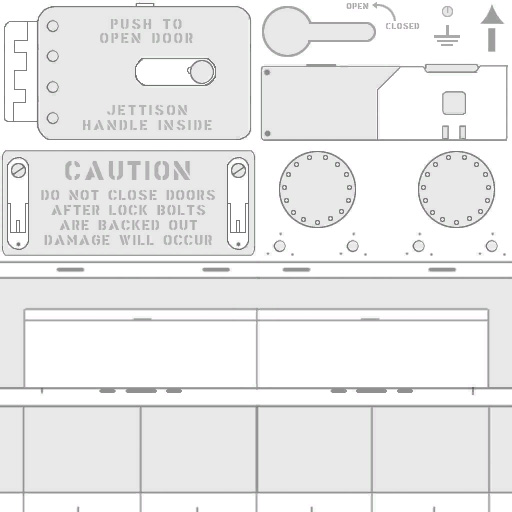 PUSH TO
OPEN DOOR
JETTISON
HANDLE INSIDE
OPEN
CLOSED
CAUTION
DO NOT CLOSE DOORS
AFTER LOCK BOLTS
ARE BACKED OUT
DAMAGE WILL OCCUR